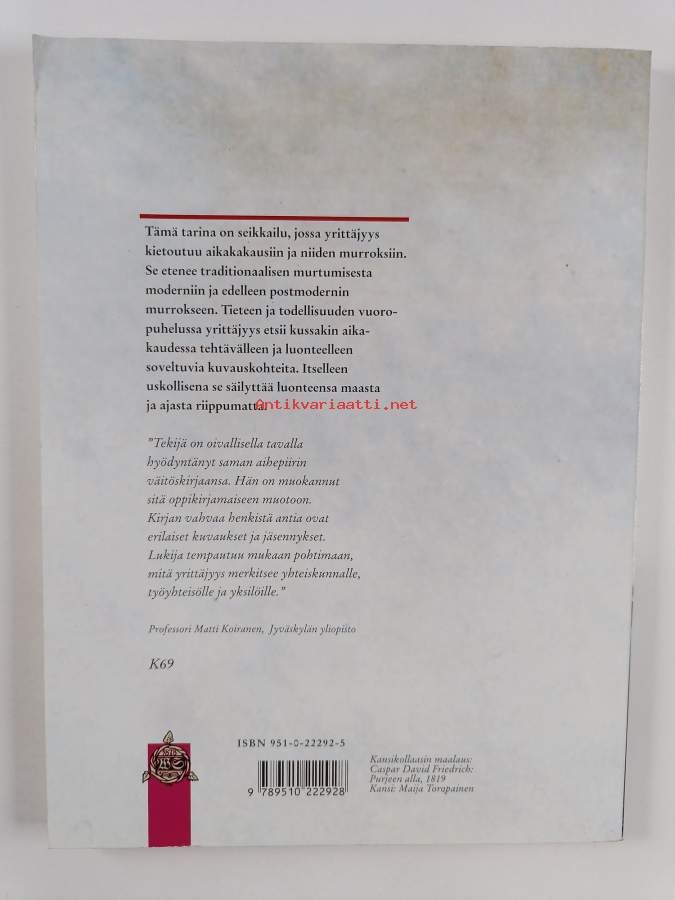 Tämä tarina on seikkailu, jossa yrittäjyys
kietoutuu aikakakausiin ja niiden murroksiin.
Se etenee traditionaalisen murtumisesta
moderniin ja edelleen postmodernin
murrokseen. Tieteen ja todellisuuden vuoro-
puhelussa yrittäjyys etsii kussakin aika-
kaudessa tehtävälleen ja luonteelleen
soveltuvia kuvauskohteita. Itselleen
uskollisena se säilyttää luonteensa maasta
ja ajasta riippumatta.
Antikvariaatti.net
"Tekijä on oivallisella tavalla
hyödyntänyt saman aihepiirin
väitöskirjaansa. Hän on muokannut
sitä oppikirjamaiseen muotoon.
Kirjan vahvaa henkistä antia ovat
erilaiset kuvaukset ja jäsennykset.
Lukija tempautuu mukaan pohtimaan,
mitä yrittäjyys merkitsee yhteiskunnalle,
työyhteisölle ja yksilöille."
Professori Matti Koiranen, Jyväskylän yliopisto
K69
WS
ISBN 951-0-22292-5
9 789510 222928
Kansikollaasin maalaus:
Caspar David Friedrich:
Purjeen alla, 1819
Kansi: Maija Toropainen